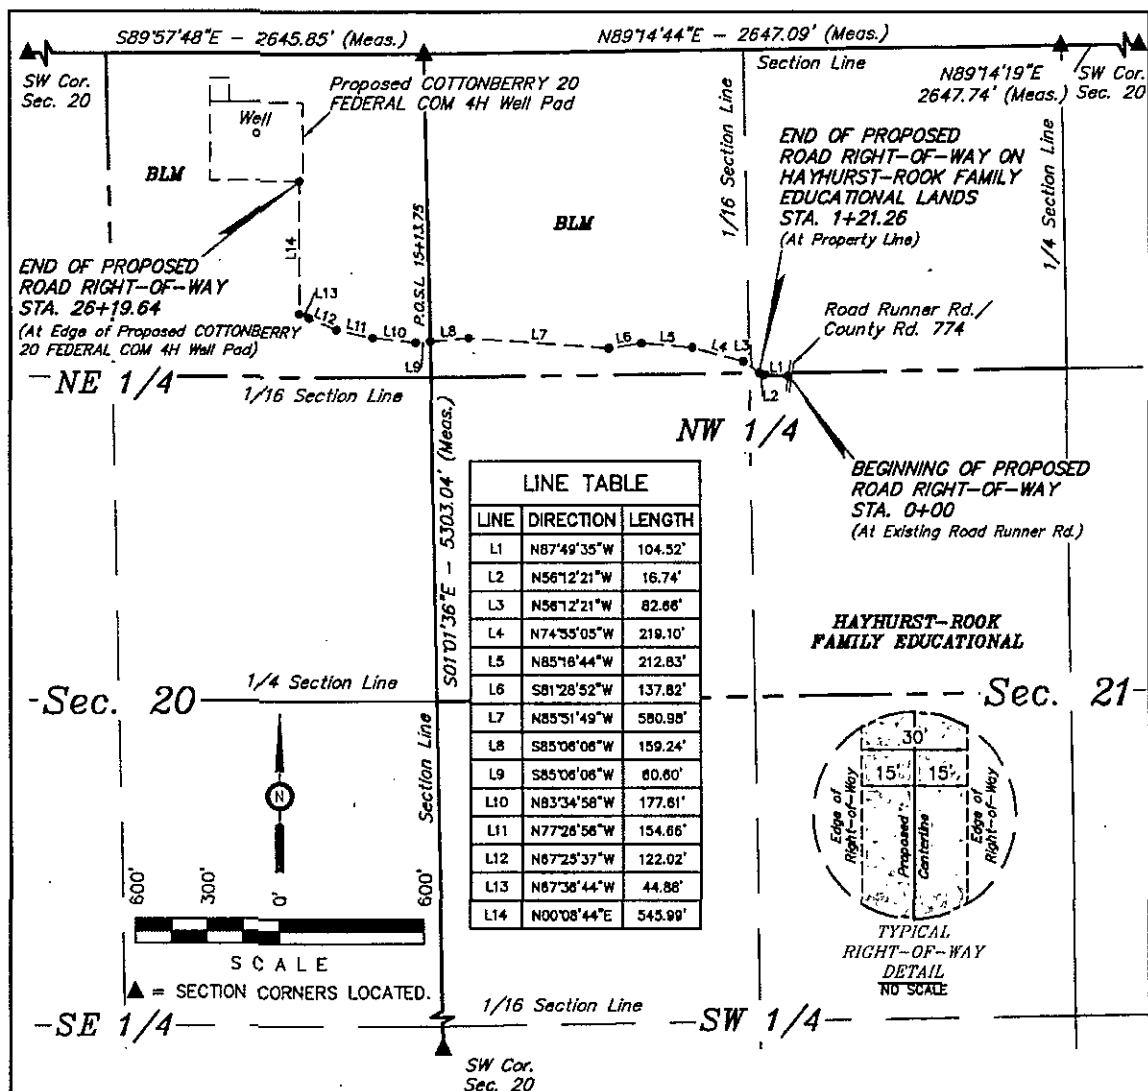 S89°57'48"E - 2645.85' (Meas.)
N89°14'44"E - 2647.09' (Meas.)
Section Line
SW Cor.
Sec. 20
N89°14'19"E
2647.74' (Meas.)
SW Cor.
Sec. 20
Proposed COTTONBERRY 20
FEDERAL COM 4H Well Pad
Well
BLM
BLM
1/16 Section Line
END OF PROPOSED
ROAD RIGHT-OF-WAY ON
HAYHURST-ROOK FAMILY
EDUCATIONAL LANDS
STA. 1+21.26
(At Property Line)
1/4 Section Line
END OF PROPOSED
ROAD RIGHT-OF-WAY
STA. 26+19.64
(At Edge of Proposed COTTONBERRY
20 FEDERAL COM 4H Well Pad)
L14
L13
L12
L11
L10
L9
P.O.S.L. 15+13.75
L8
L7
L6
L5
L4
L3
L1
L2
Road Runner Rd./
County Rd. 774
NE 1/4
1/16 Section Line
NW 1/4
BEGINNING OF PROPOSED
ROAD RIGHT-OF-WAY
STA. 0+00
(At Existing Road Runner Rd.)
S01°01'36"E - 5303.04' (Meas.)
Section Line
LINE TABLE
LINE DIRECTION LENGTH
L1 N87°49'35"W 104.52'
L2 N56°12'21"W 16.74'
L3 N56°12'21"W 82.66'
L4 N74°55'05"W 219.10'
L5 N85°16'44"W 212.83'
L6 S81°28'52"W 137.82'
L7 N85°51'49"W 580.98'
L8 S85°06'06"W 159.24'
L9 S85°06'06"W 60.60'
L10 N83°34'58"W 177.61'
L11 N77°26'56"W 154.66'
L12 N67°25'37"W 122.02'
L13 N67°36'44"W 44.88'
L14 N00°08'44"E 545.99'
HAYHURST-ROOK
FAMILY EDUCATIONAL
Sec. 20
1/4 Section Line
Sec. 21
N
600'
300'
0'
600'
SCALE
▲ = SECTION CORNERS LOCATED.
30'
15'
15'
Edge of
Right-of-Way
Proposed
Centerline
Edge of
Right-of-Way
TYPICAL
RIGHT-OF-WAY
DETAIL
NO SCALE
SE 1/4
1/16 Section Line
SW 1/4
SW Cor.
Sec. 20